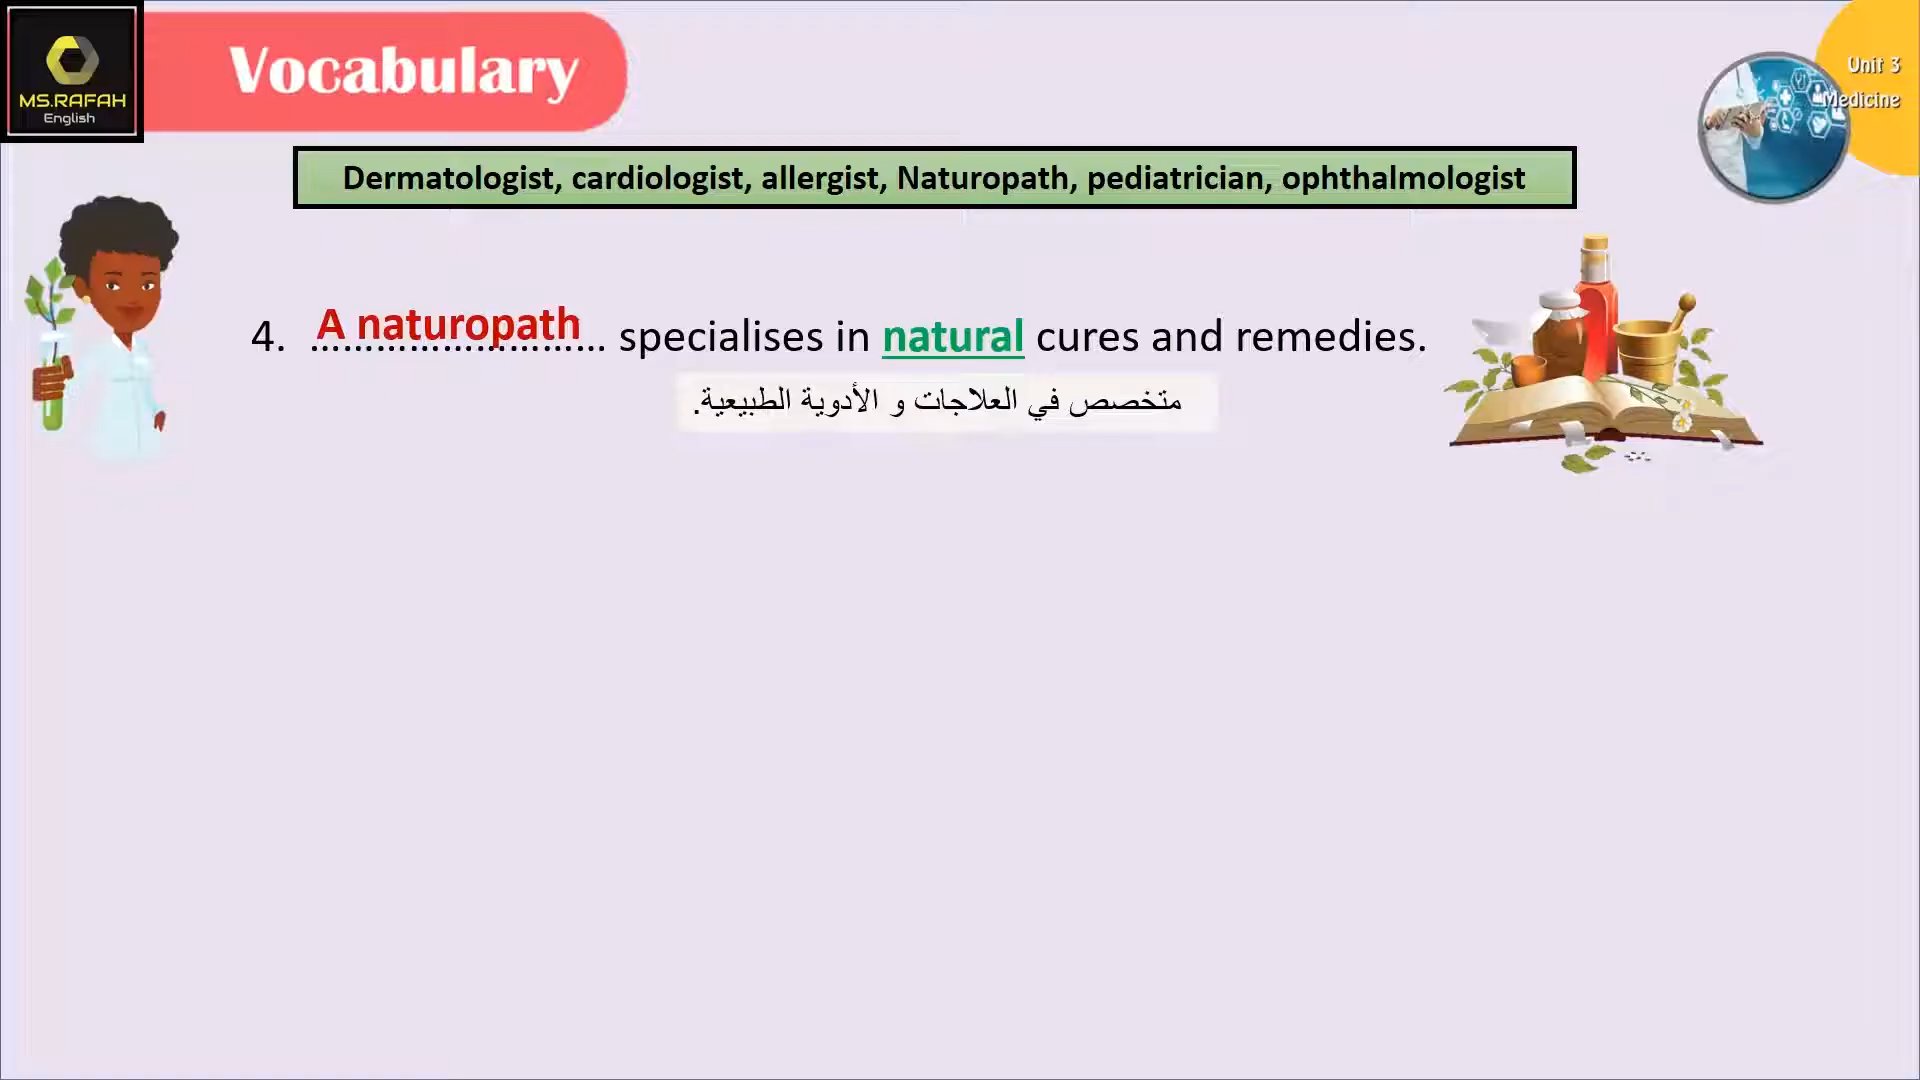 MS.RAFAH
English
Vocabulary
Unit 3
Medicine
Dermatologist, cardiologist, allergist, Naturopath, pediatrician, ophthalmologist
4. A naturopath ........................... specialises in natural cures and remedies.
متخصص في العلاجات و الأدوية الطبيعية.